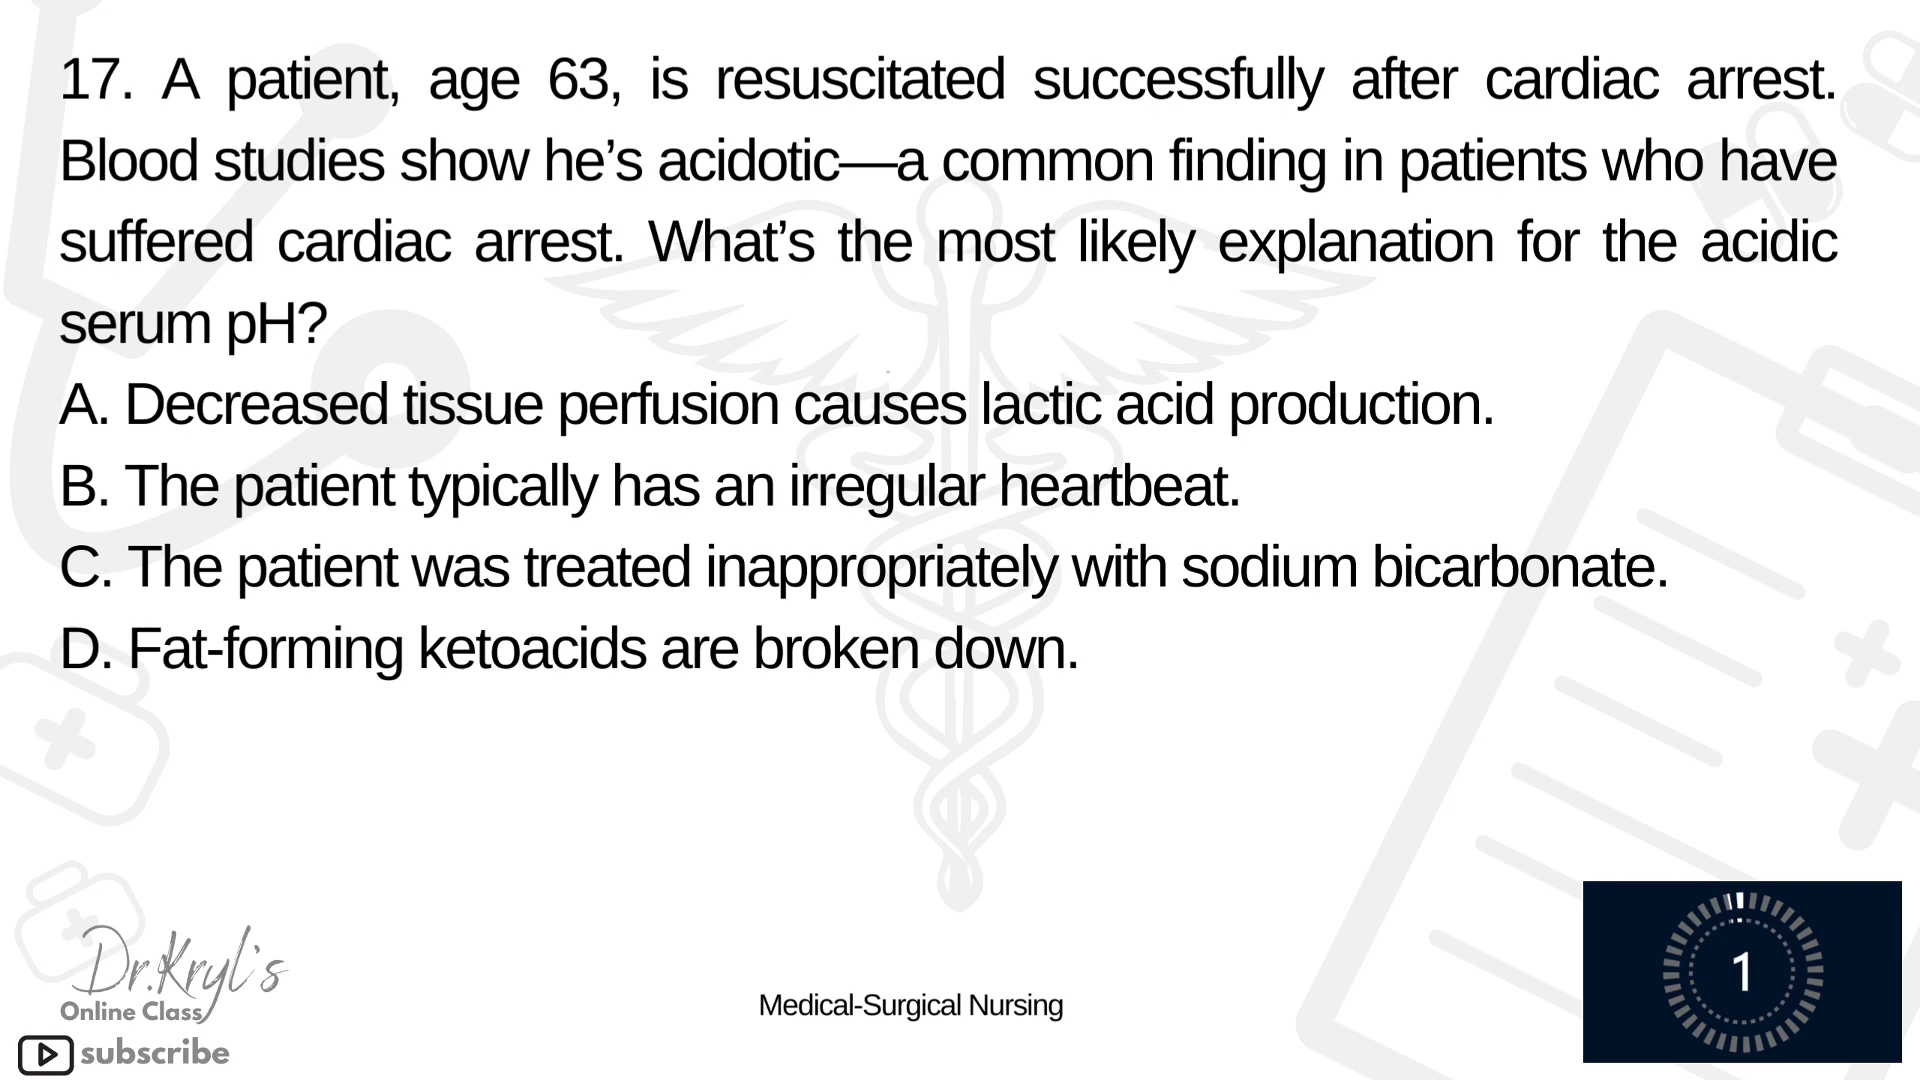 17. A patient, age 63, is resuscitated successfully after cardiac arrest.
Blood studies show he’s acidotic—a common finding in patients who have
suffered cardiac arrest. What’s the most likely explanation for the acidic
serum pH?
A. Decreased tissue perfusion causes lactic acid production.
B. The patient typically has an irregular heartbeat.
C. The patient was treated inappropriately with sodium bicarbonate.
D. Fat-forming ketoacids are broken down.
Dr.Kryl's
Online Class
subscribe
Medical-Surgical Nursing
1